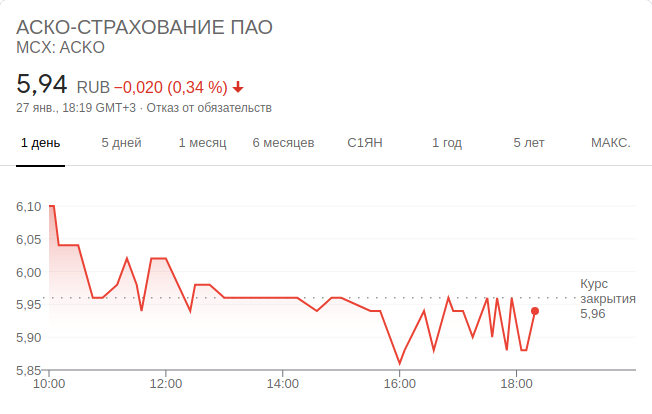 АСКО-СТРАХОВАНИЕ ПАО
MCX: ACKO
5,94 RUB −0,020 (0,34 %)
27 янв., 18:19 GMT+3 · Отказ от обязательств
1 день 5 дней 1 месяц 6 месяцев С1ЯН 1 год 5 лет МАКС.
6,10
6,05
6,00
5,95
5,90
5,85
Курс
закрытия
5,96
10:00 12:00 14:00 16:00 18:00